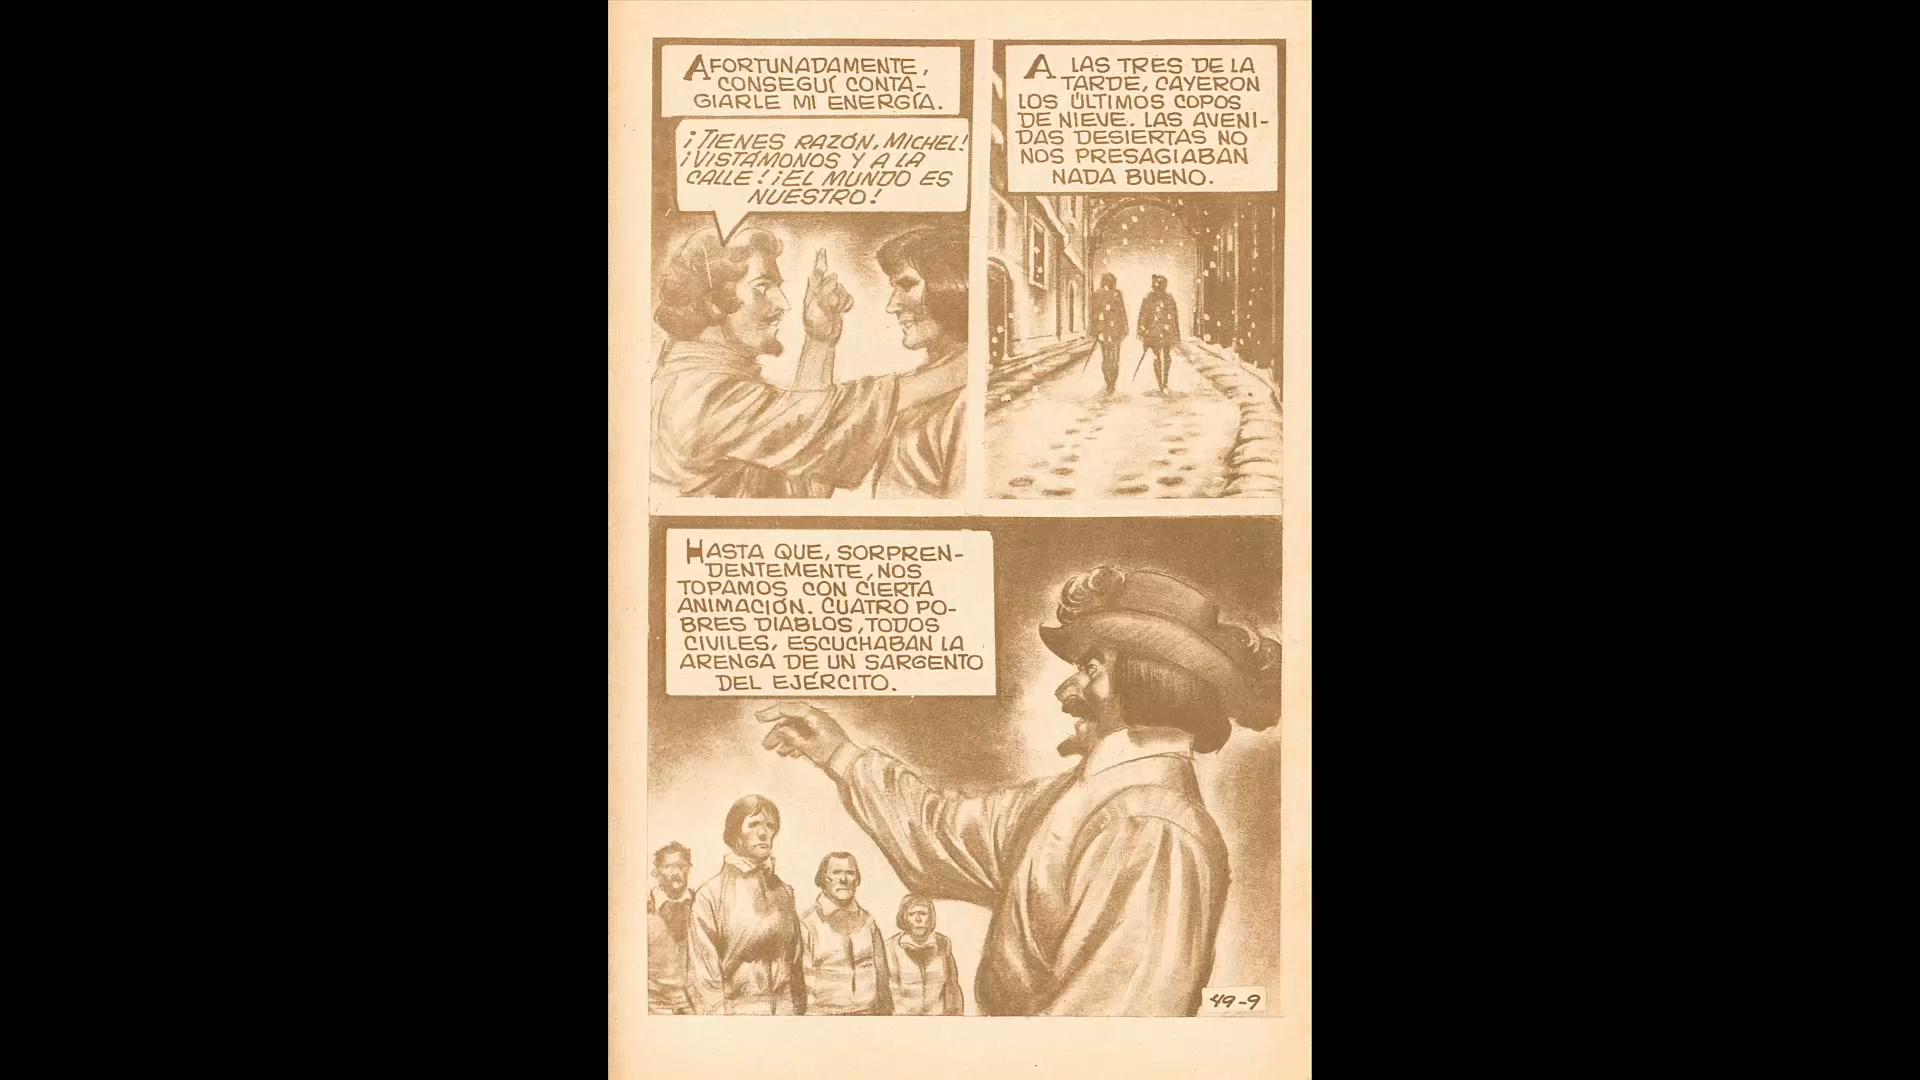 AFORTUNADAMENTE,
CONSEGUÍ CONTA-
GIARLE MI ENERGÍA.
¡TIENES RAZÓN, MICHEL!
¡VISTÁMONOS Y A LA
CALLE! ¡EL MUNDO ES
NUESTRO!
A LAS TRES DE LA
TARDE, CAYERON
LOS ÚLTIMOS COPOS
DE NIEVE. LAS AVENI-
DAS DESIERTAS NO
NOS PRESAGIABAN
NADA BUENO.
HASTA QUE, SORPREN-
DENTEMENTE, NOS
TOPAMOS CON CIERTA
ANIMACIÓN. CUATRO PO-
BRES DIABLOS, TODOS
CIVILES, ESCUCHABAN LA
ARENGA DE UN SARGENTO
DEL EJÉRCITO.
49-9